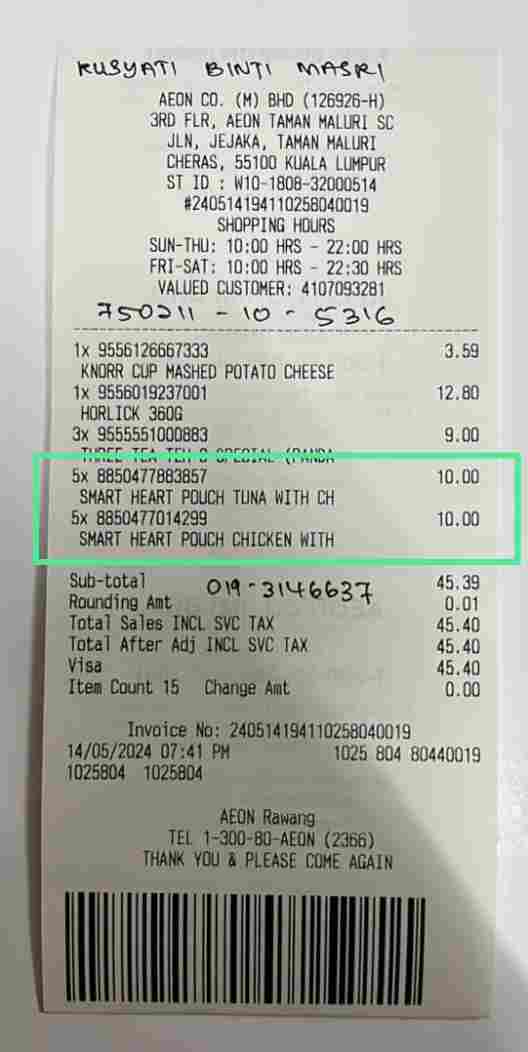 KUSYATI BINTI MASRI
AEON CO. (M) BHD (126926-H)
3RD FLR, AEON TAMAN MALURI SC
JLN, JEJAKA, TAMAN MALURI
CHERAS, 55100 KUALA LUMPUR
ST ID : W10-1808-32000514
#240514194110258040019
SHOPPING HOURS
SUN-THU: 10:00 HRS - 22:00 HRS
FRI-SAT: 10:00 HRS - 22:30 HRS
VALUED CUSTOMER: 4107093281
750211 - 10 - 5316
1x 9556126667333 3.59
KNORR CUP MASHED POTATO CHEESE
1x 9556019237001 12.80
HORLICK 360G
3x 9555551000883 9.00
THREE TEA TEH O SPECIAL (PANDA
5x 8850477883857 10.00
SMART HEART POUCH TUNA WITH CH
5x 8850477014299 10.00
SMART HEART POUCH CHICKEN WITH
Sub-total 45.39
019-3146637
Rounding Amt 0.01
Total Sales INCL SVC TAX 45.40
Total After Adj INCL SVC TAX 45.40
Visa 45.40
Item Count 15 Change Amt 0.00
Invoice No: 240514194110258040019
14/05/2024 07:41 PM 1025 804 80440019
1025804 1025804
AEON Rawang
TEL 1-300-80-AEON (2366)
THANK YOU & PLEASE COME AGAIN